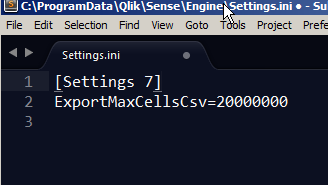 C:\ProgramData\Qlik\Sense\Engine\Settings.ini • - Su
File Edit Selection Find View Goto Tools Project Prefe
Settings.ini
1 [Settings 7]
2 ExportMaxCellsCsv=20000000
3